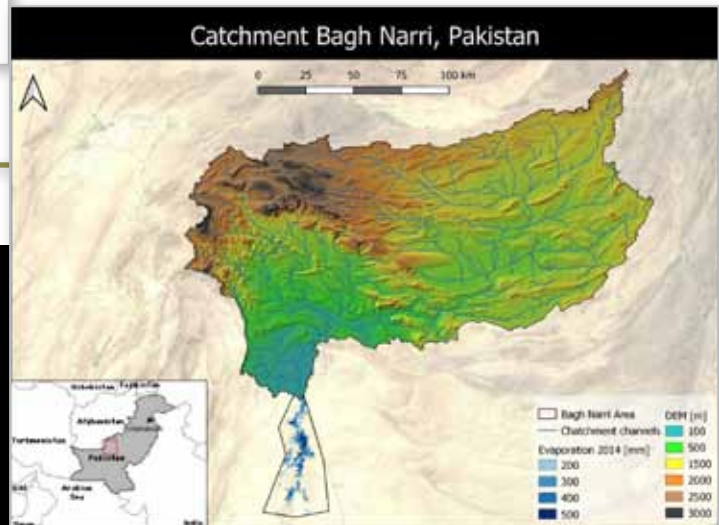 Catchment Bagh Narri, Pakistan
0 25 50 75 100 km
Afghanistan
Turkmenistan
Pakistan
Arabian
Sea
India
Bagh Narri Area
Chatchment channels
Evaporation 2014 [mm]
200
300
400
500
DEM [m]
100
500
1500
2000
2500
3000